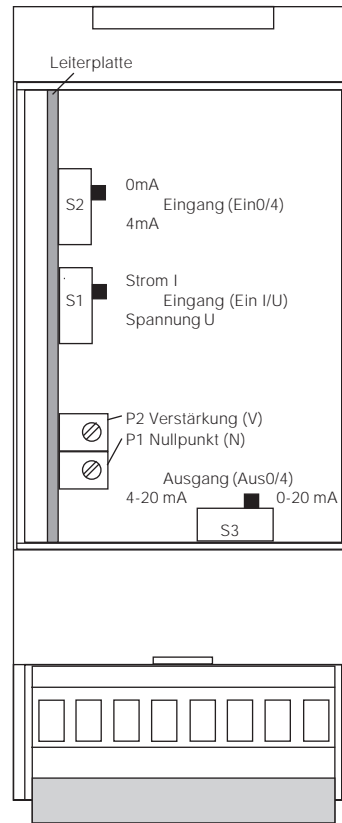 Leiterplatte
0mA
S2
Eingang (Ein0/4)
4mA
Strom I
S1
Eingang (Ein I/U)
Spannung U
P2 Verstärkung (V)
P1 Nullpunkt (N)
Ausgang (Aus0/4)
4-20 mA 0-20 mA
S3